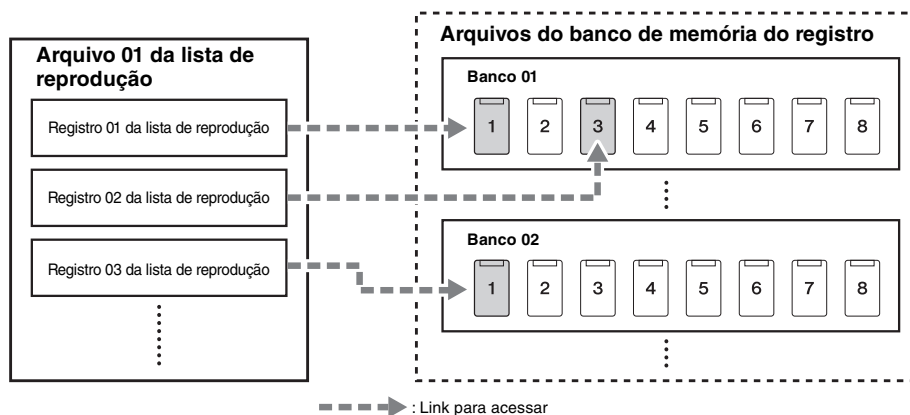 Arquivo 01 da lista de
reprodução
Registro 01 da lista de reprodução
Registro 02 da lista de reprodução
Registro 03 da lista de reprodução
Arquivos do banco de memória do registro
Banco 01
1 2 3 4 5 6 7 8
Banco 02
1 2 3 4 5 6 7 8
: Link para acessar